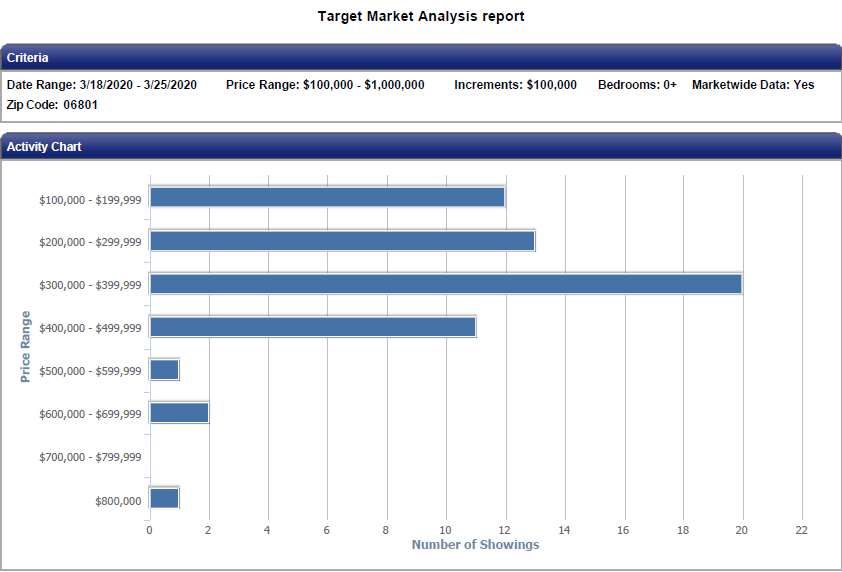 Target Market Analysis report
Criteria
Date Range: 3/18/2020 - 3/25/2020 Price Range: $100,000 - $1,000,000 Increments: $100,000 Bedrooms: 0+ Marketwide Data: Yes
Zip Code: 06801
Activity Chart
Price Range
$100,000 - $199,999
$200,000 - $299,999
$300,000 - $399,999
$400,000 - $499,999
$500,000 - $599,999
$600,000 - $699,999
$700,000 - $799,999
$800,000
0 2 4 6 8 10 12 14 16 18 20 22
Number of Showings